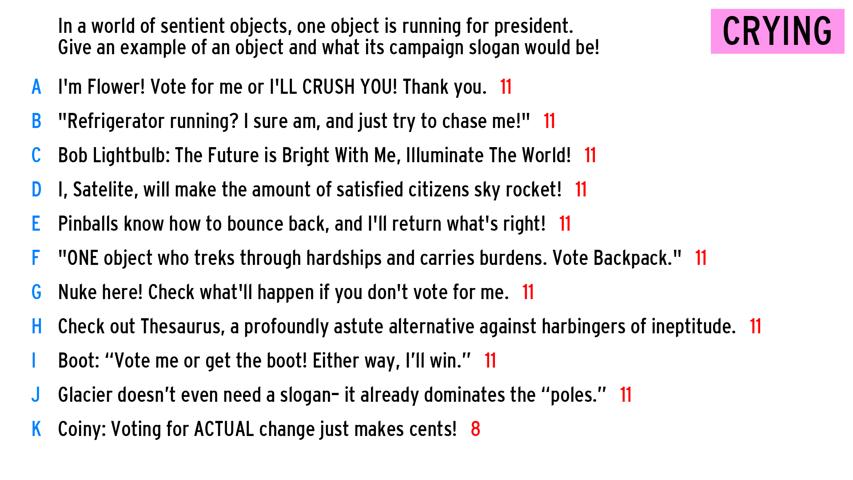 In a world of sentient objects, one object is running for president.
Give an example of an object and what its campaign slogan would be!
CRYING
A I'm Flower! Vote for me or I'LL CRUSH YOU! Thank you. 11
B "Refrigerator running? I sure am, and just try to chase me!" 11
C Bob Lightbulb: The Future is Bright With Me, Illuminate The World! 11
D I, Satelite, will make the amount of satisfied citizens sky rocket! 11
E Pinballs know how to bounce back, and I'll return what's right! 11
F "ONE object who treks through hardships and carries burdens. Vote Backpack." 11
G Nuke here! Check what'll happen if you don't vote for me. 11
H Check out Thesaurus, a profoundly astute alternative against harbingers of ineptitude. 11
I Boot: “Vote me or get the boot! Either way, I’ll win.” 11
J Glacier doesn’t even need a slogan– it already dominates the “poles.” 11
K Coiny: Voting for ACTUAL change just makes cents! 8